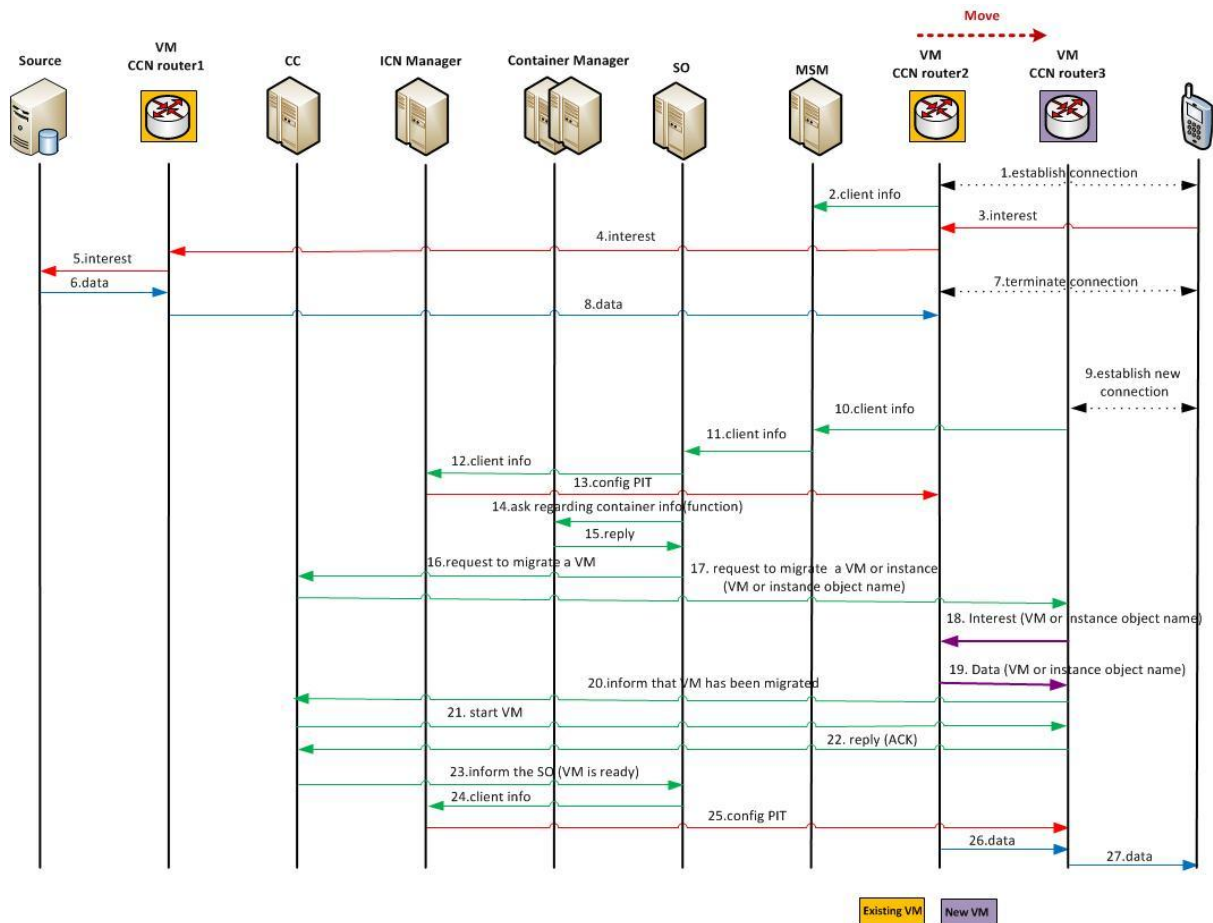 Move
Source
VM
CCN router1
CC
ICN Manager
Container Manager
SO
MSM
VM
CCN router2
VM
CCN router3
1.establish connection
2.client info
3.interest
4.interest
5.interest
6.data
7.terminate connection
8.data
9.establish new
connection
10.client info
11.client info
12.client info
13.config PIT
14.ask regarding container info(function)
15.reply
16.request to migrate a VM
17. request to migrate a VM or instance
(VM or instance object name)
18. Interest (VM or instance object name)
19. Data (VM or instance object name)
20.inform that VM has been migrated
21. start VM
22. reply (ACK)
23.inform the SO (VM is ready)
24.client info
25.config PIT
26.data
27.data
Existing VM
New VM